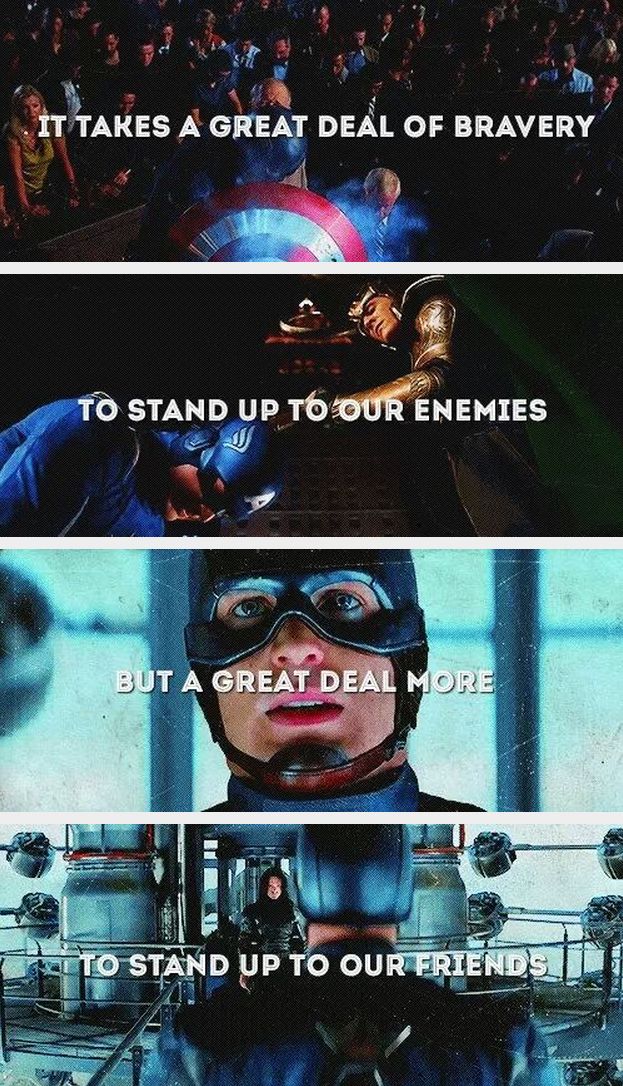 IT TAKES A GREAT DEAL OF BRAVERY
TO STAND UP TO OUR ENEMIES
BUT A GREAT DEAL MORE
TO STAND UP TO OUR FRIENDS